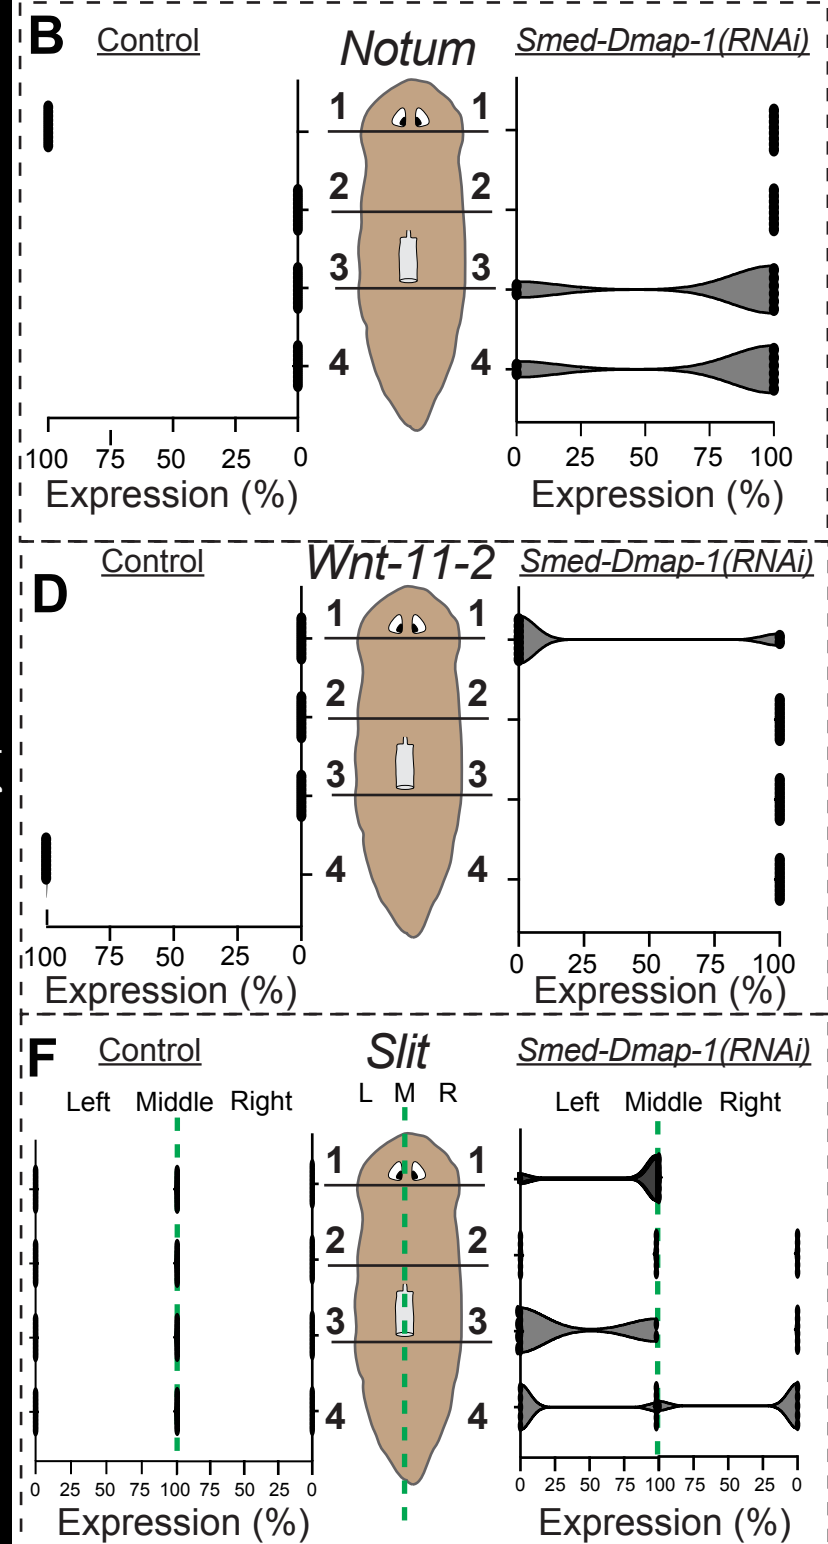 B Control Notum Smed-Dmap-1(RNAi)
1 1
2 2
3 3
4 4
100 75 50 25 0 0 25 50 75 100
Expression (%) Expression (%)
D Control Wnt-11-2 Smed-Dmap-1(RNAi)
1 1
2 2
3 3
4 4
100 75 50 25 0 0 25 50 75 100
Expression (%) Expression (%)
F Control Slit Smed-Dmap-1(RNAi)
Left Middle Right L M R Left Middle Right
1 1
2 2
3 3
4 4
0 25 50 75 100 75 50 25 0 0 25 50 75 100 75 50 25 0
Expression (%) Expression (%)